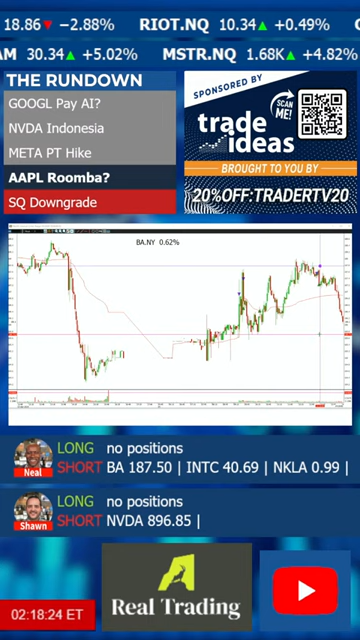 18.86 -2.88% RIOT.NQ 10.34 +0.49%
AM 30.34 +5.02% MSTR.NQ 1.68K +4.82%
THE RUNDOWN
GOOGL Pay AI?
NVDA Indonesia
META PT Hike
AAPL Roomba?
SQ Downgrade
SPONSORED BY
SCAN ME!
trade ideas
BROUGHT TO YOU BY
20%OFF:TRADERTV20
BA.NY 0.62%
LONG no positions
SHORT BA 187.50 | INTC 40.69 | NKLA 0.99 |
Neal
LONG no positions
SHORT NVDA 896.85 |
Shawn
Real Trading
02:18:24 ET